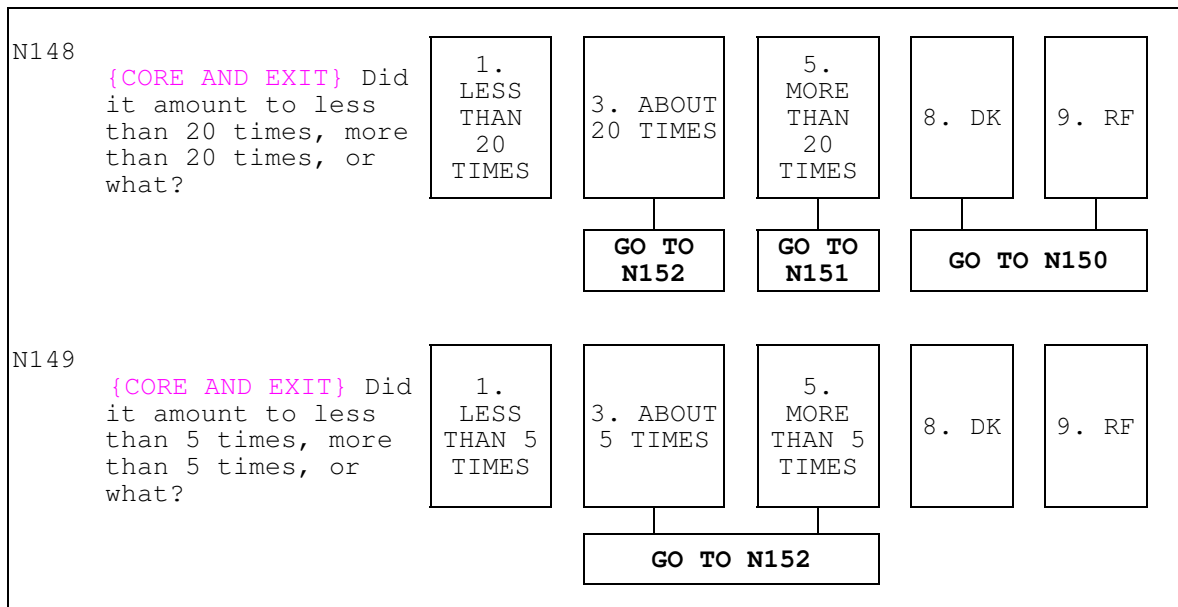 N148
{CORE AND EXIT} Did
it amount to less
than 20 times, more
than 20 times, or
what?
1.
LESS
THAN
20
TIMES
3. ABOUT
20 TIMES
5.
MORE
THAN
20
TIMES
8. DK
9. RF
GO TO
N152
GO TO
N151
GO TO N150
N149
{CORE AND EXIT} Did
it amount to less
than 5 times, more
than 5 times, or
what?
1.
LESS
THAN 5
TIMES
3. ABOUT
5 TIMES
5.
MORE
THAN 5
TIMES
8. DK
9. RF
GO TO N152